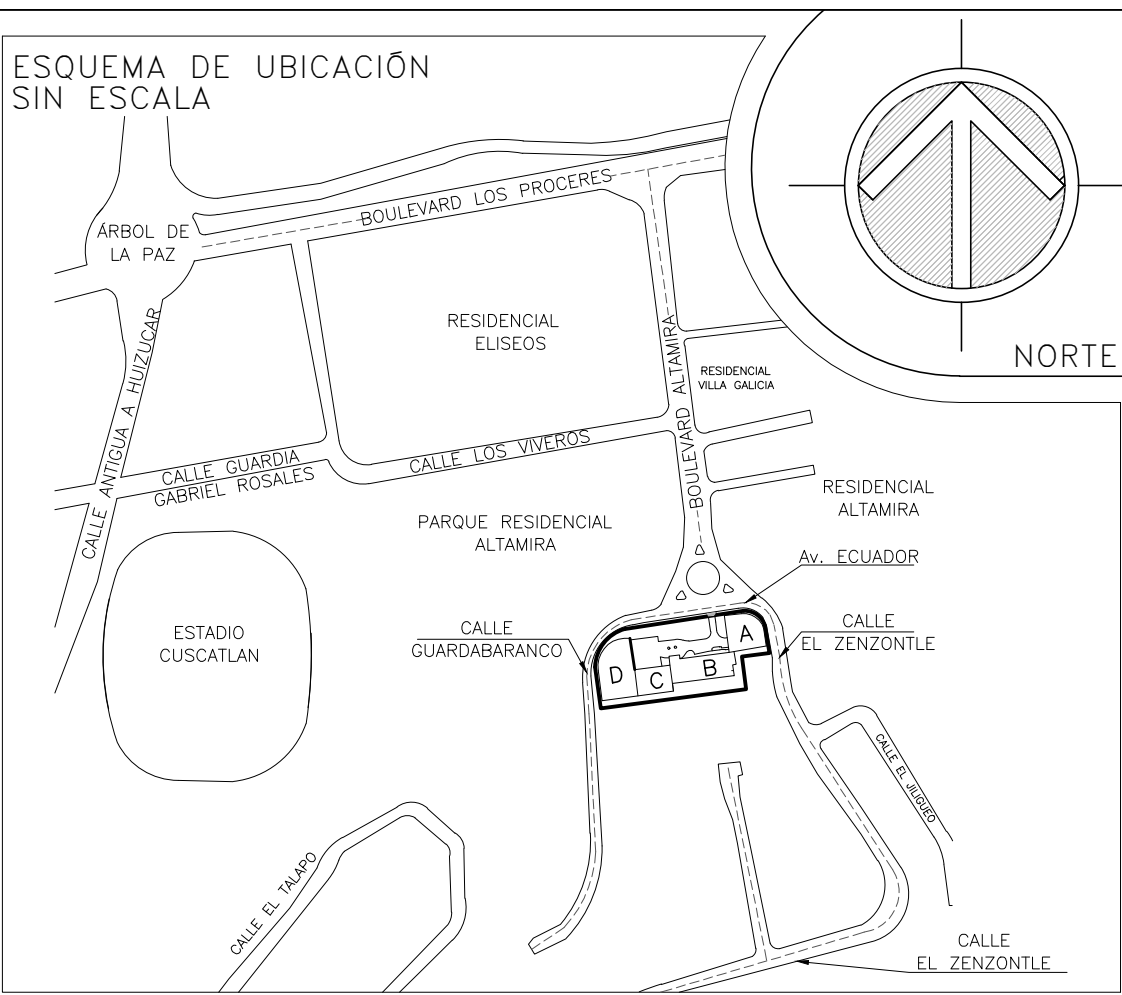 ESQUEMA DE UBICACIÓN
SIN ESCALA
NORTE
BOULEVARD LOS PROCERES
ÁRBOL DE
LA PAZ
RESIDENCIAL
ELISEOS
BOULEVARD ALTAMIRA
RESIDENCIAL
VILLA GALICIA
CALLE ANTIGUA A HUIZUCAR
CALLE GUARDIA
GABRIEL ROSALES
CALLE LOS VIVEROS
PARQUE RESIDENCIAL
ALTAMIRA
RESIDENCIAL
ALTAMIRA
Av. ECUADOR
ESTADIO
CUSCATLAN
CALLE
GUARDABARANCO
CALLE
EL ZENZONTLE
A
B
C
D
CALLE EL JILIGUEO
CALLE EL TALAPO
CALLE
EL ZENZONTLE